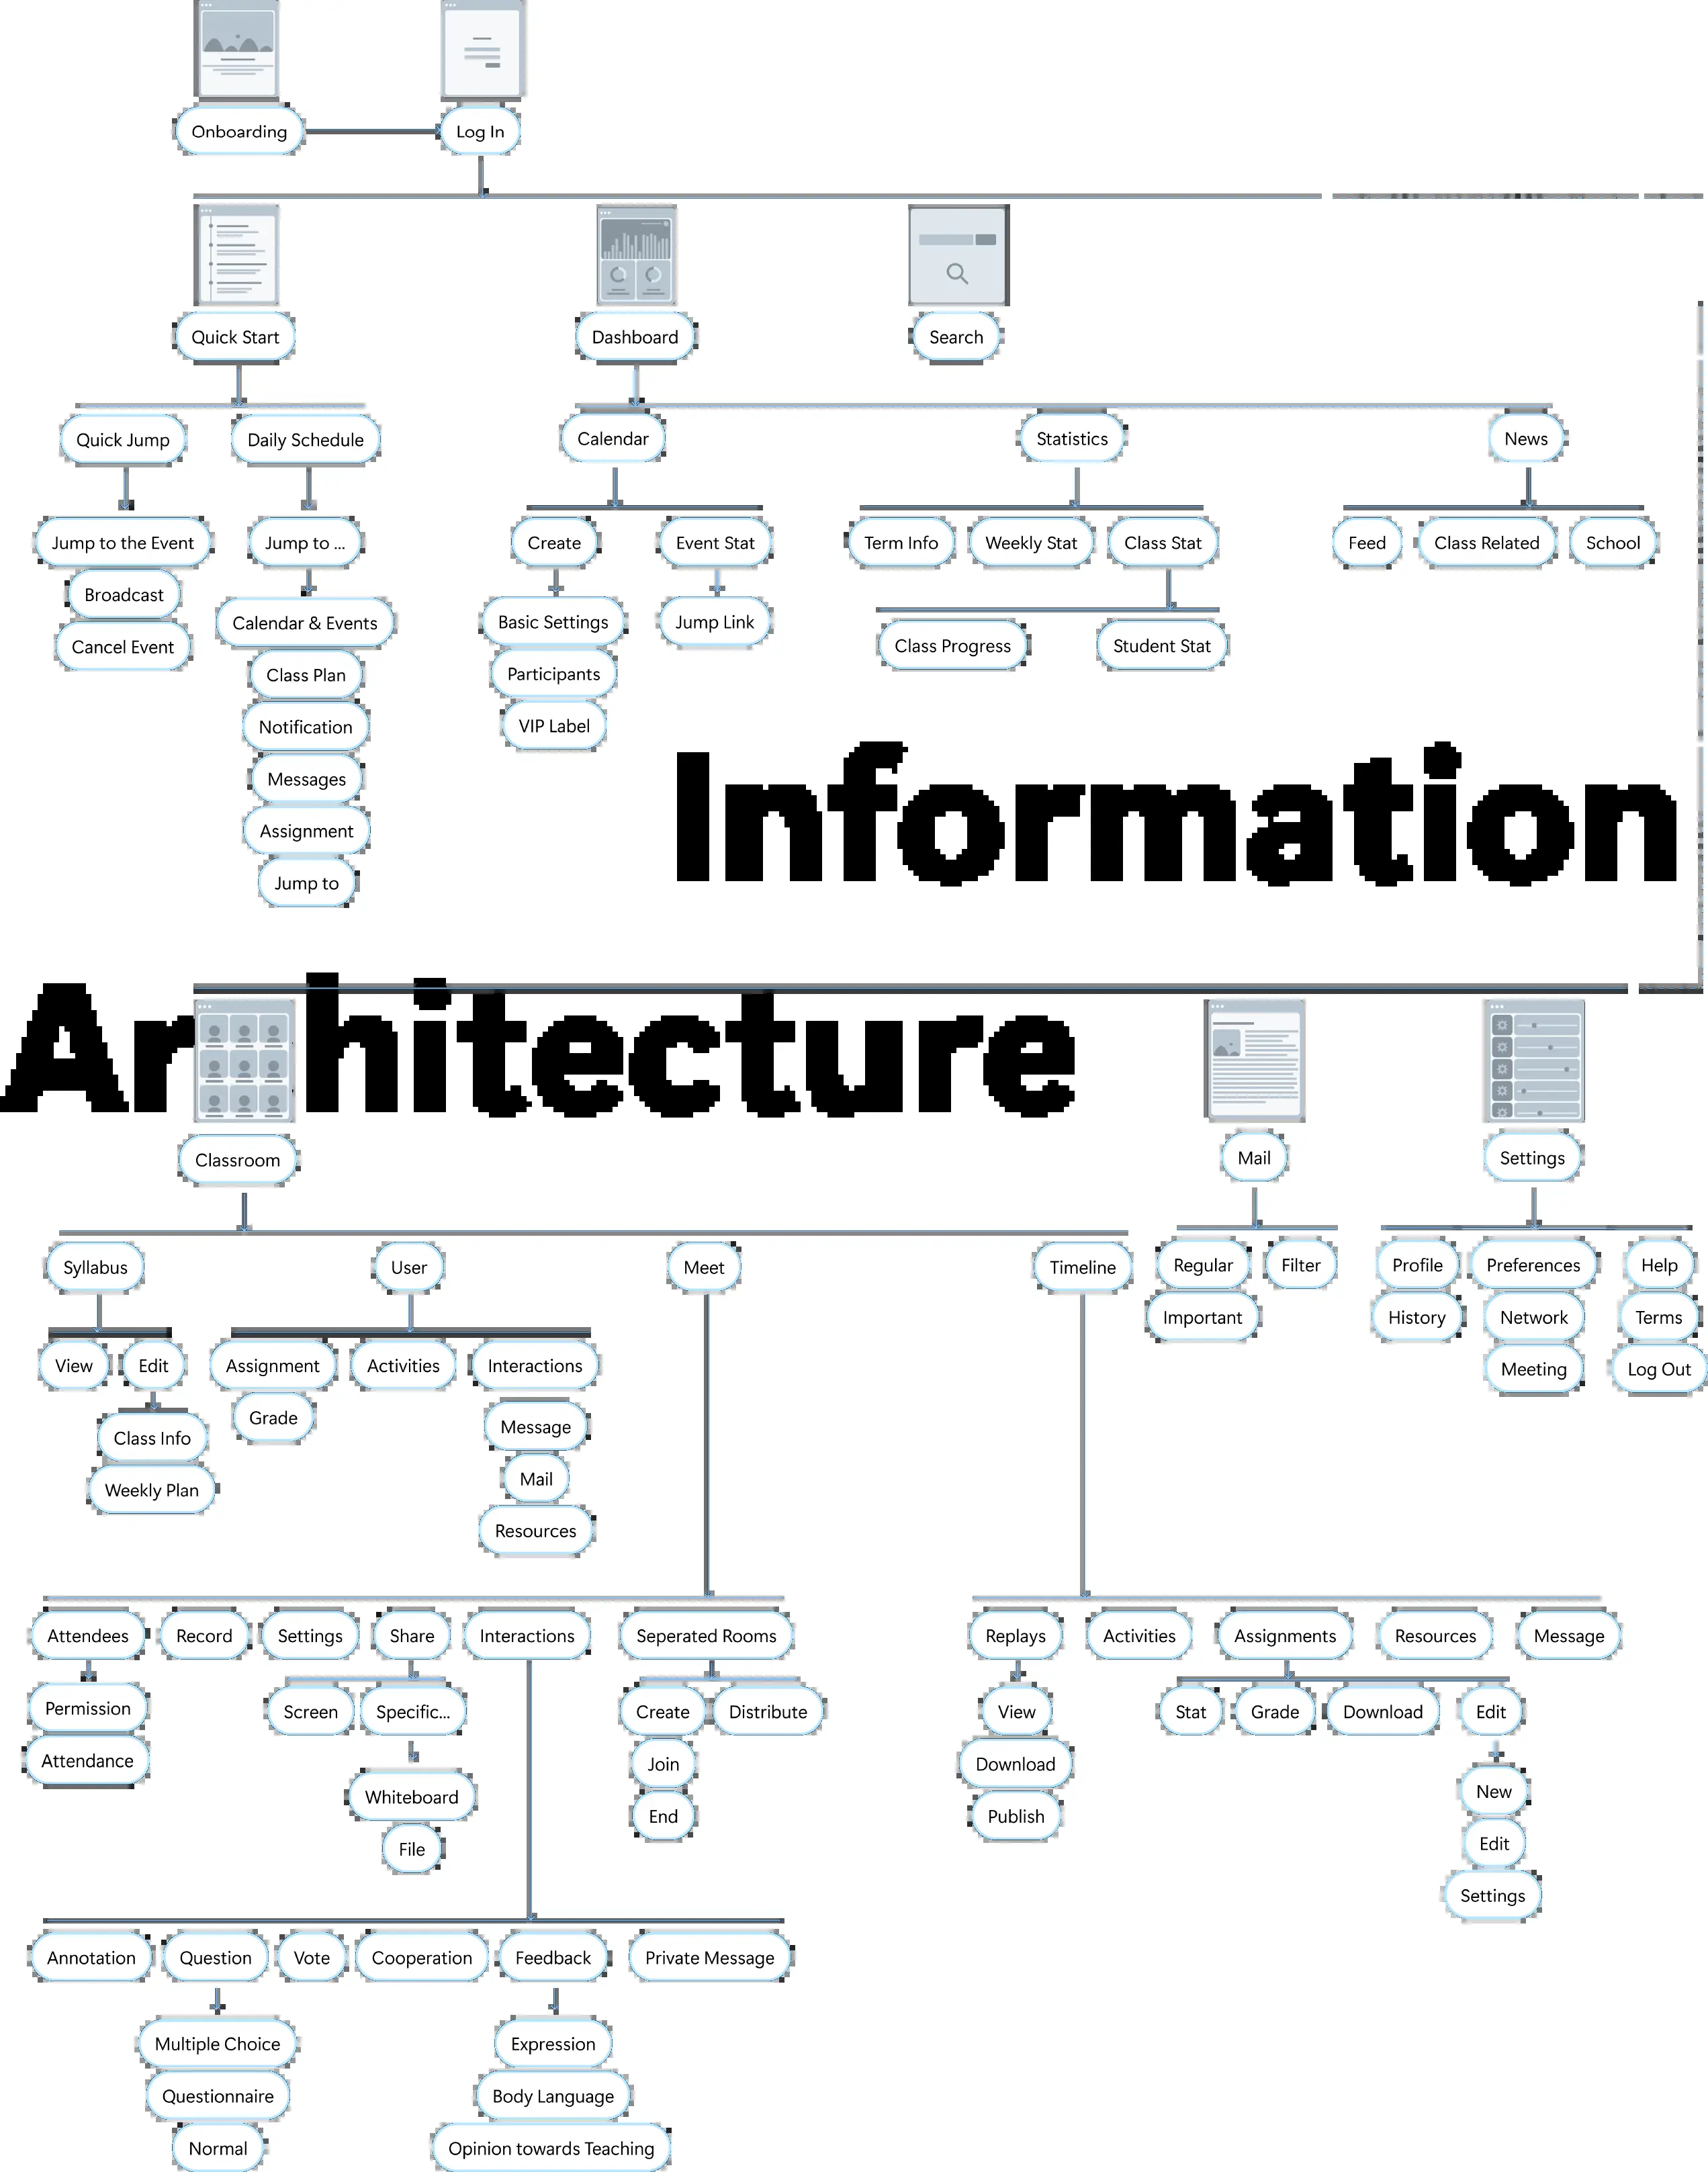 Onboarding Log In
Quick Start Dashboard Search
Quick Jump Daily Schedule Calendar Statistics News
Jump to the Event Jump to ... Create Event Stat Term Info Weekly Stat Class Stat Feed Class Related School
Broadcast
Calendar & Events Basic Settings Jump Link
Cancel Event Class Progress Student Stat
Class Plan Participants
Notification VIP Label
Messages
Assignment
Jump to
Information
Architecture
Classroom Mail Settings
Syllabus User Meet Timeline Regular Filter Profile Preferences Help
Important History Network Terms
View Edit Assignment Activities Interactions Meeting Log Out
Grade Message
Class Info
Mail
Weekly Plan
Resources
Attendees Record Settings Share Interactions Seperated Rooms Replays Activities Assignments Resources Message
Permission Screen Specific... Create Distribute View Stat Grade Download Edit
Attendance Join Download
Whiteboard End Publish New
File Edit
Settings
Annotation Question Vote Cooperation Feedback Private Message
Multiple Choice Expression
Questionnaire Body Language
Normal Opinion towards Teaching